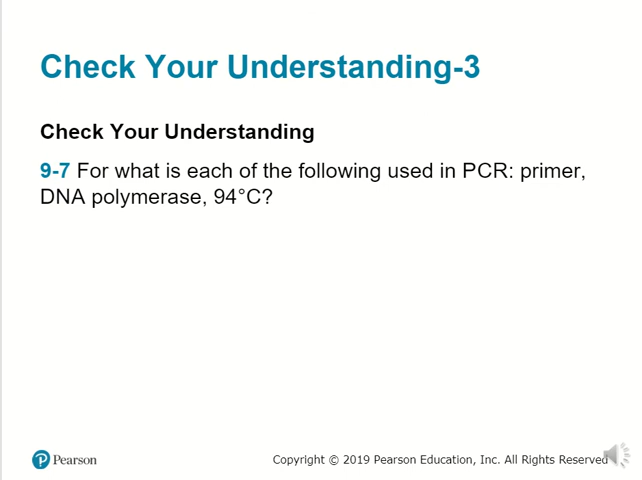 Check Your Understanding-3
Check Your Understanding
9-7 For what is each of the following used in PCR: primer,
DNA polymerase, 94°C?
Pearson
Copyright © 2019 Pearson Education, Inc. All Rights Reserved